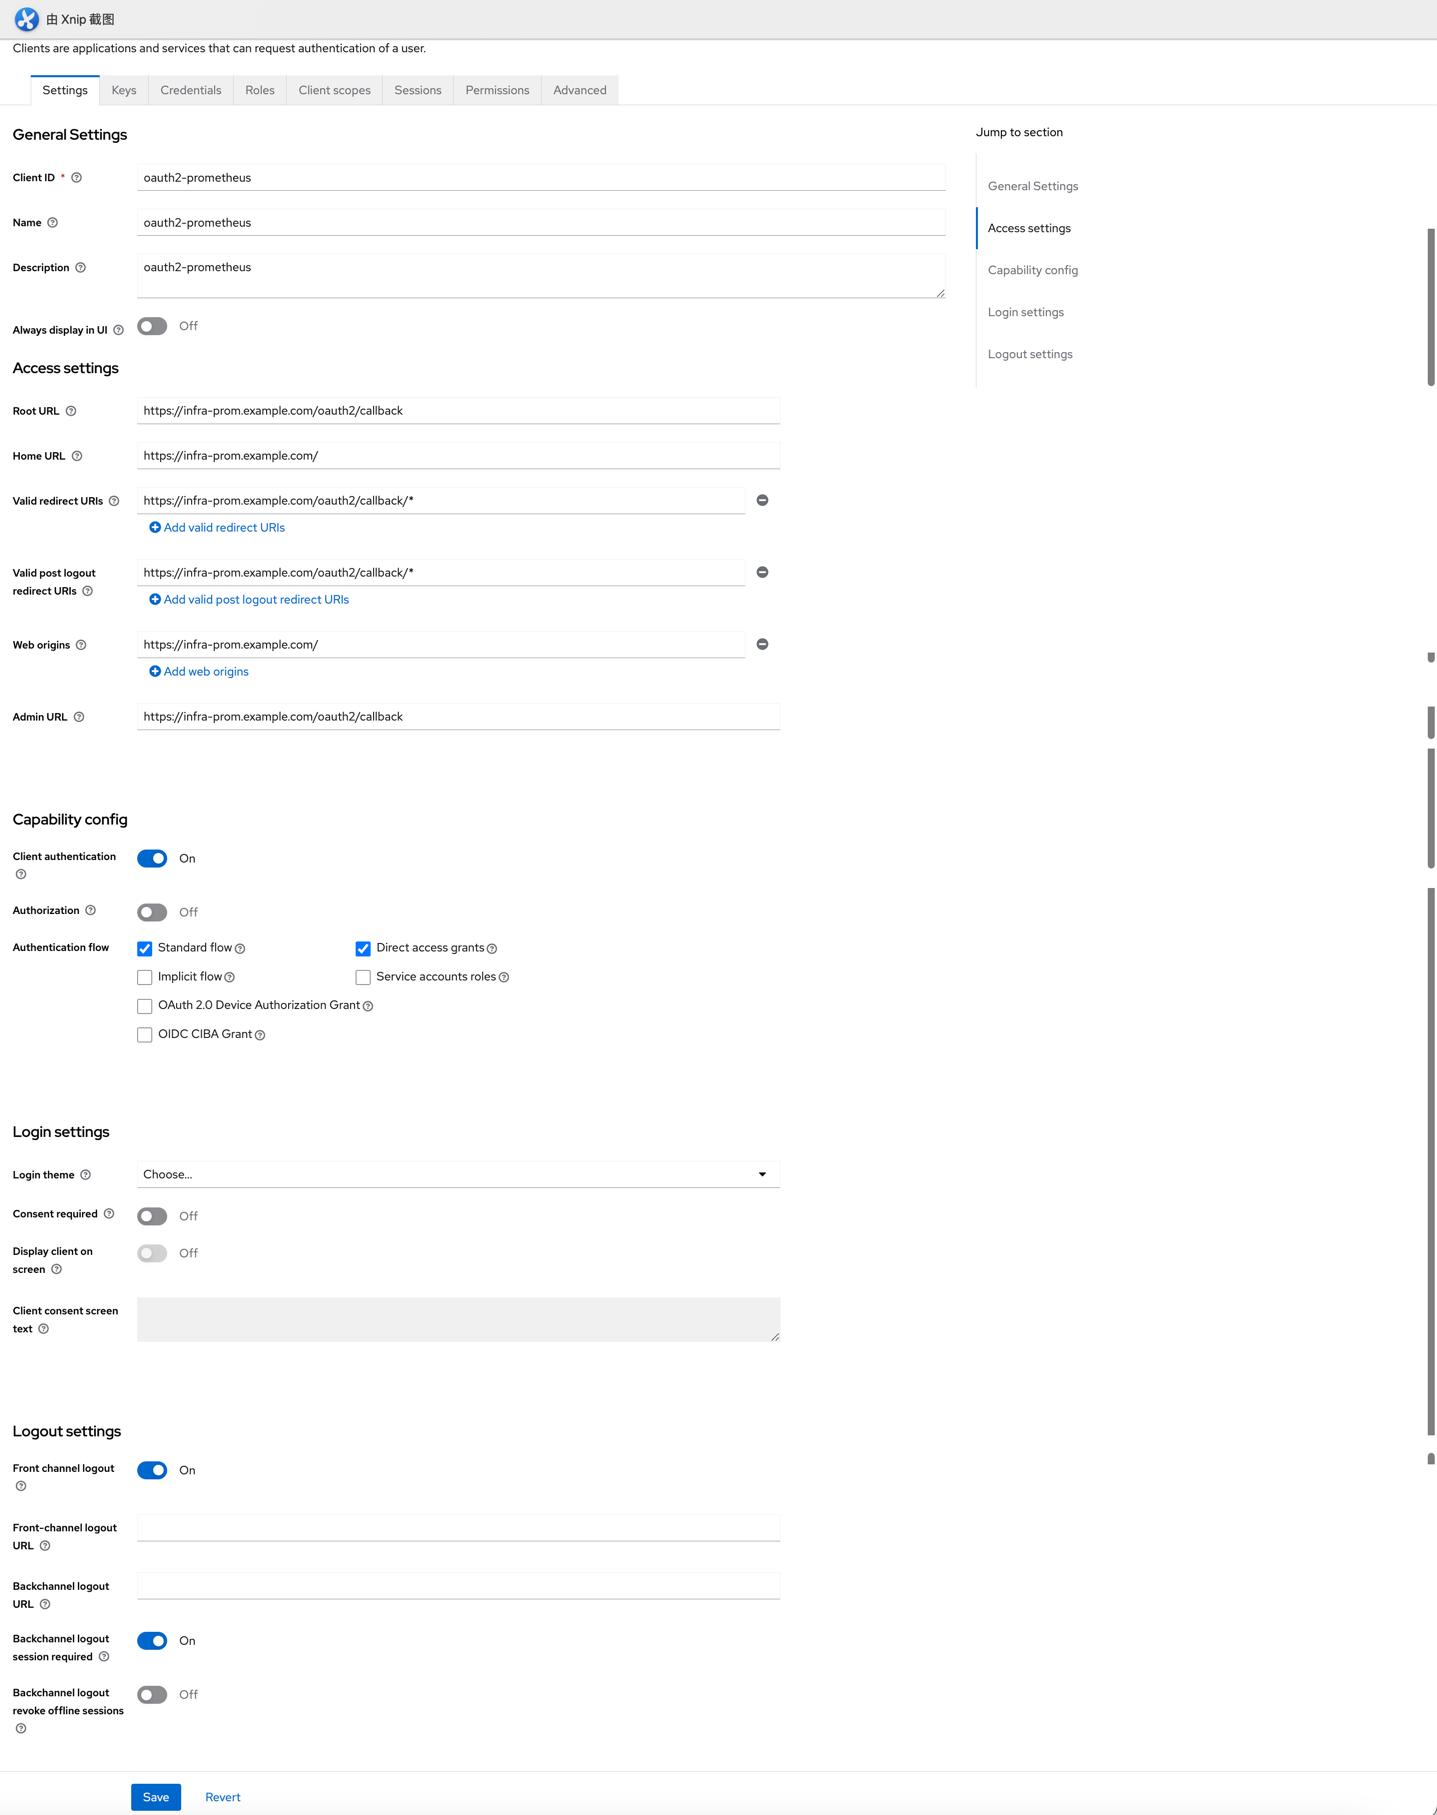 由 Xnip 截图
Clients are applications and services that can request authentication of a user.
Settings
Keys
Credentials
Roles
Client scopes
Sessions
Permissions
Advanced
General Settings
Jump to section
General Settings
Access settings
Capability config
Login settings
Logout settings
Client ID *
oauth2-prometheus
Name
oauth2-prometheus
Description
oauth2-prometheus
Always display in UI
Off
Access settings
Root URL
https://infra-prom.example.com/oauth2/callback
Home URL
https://infra-prom.example.com/
Valid redirect URIs
https://infra-prom.example.com/oauth2/callback/*
Add valid redirect URIs
Valid post logout
redirect URIs
https://infra-prom.example.com/oauth2/callback/*
Add valid post logout redirect URIs
Web origins
https://infra-prom.example.com/
Add web origins
Admin URL
https://infra-prom.example.com/oauth2/callback
Capability config
Client authentication
On
Authorization
Off
Authentication flow
Standard flow
Direct access grants
Implicit flow
Service accounts roles
OAuth 2.0 Device Authorization Grant
OIDC CIBA Grant
Login settings
Login theme
Choose...
Consent required
Off
Display client on
screen
Off
Client consent screen
text
Logout settings
Front channel logout
On
Front-channel logout
URL
Backchannel logout
URL
Backchannel logout
session required
On
Backchannel logout
revoke offline sessions
Off
Save
Revert